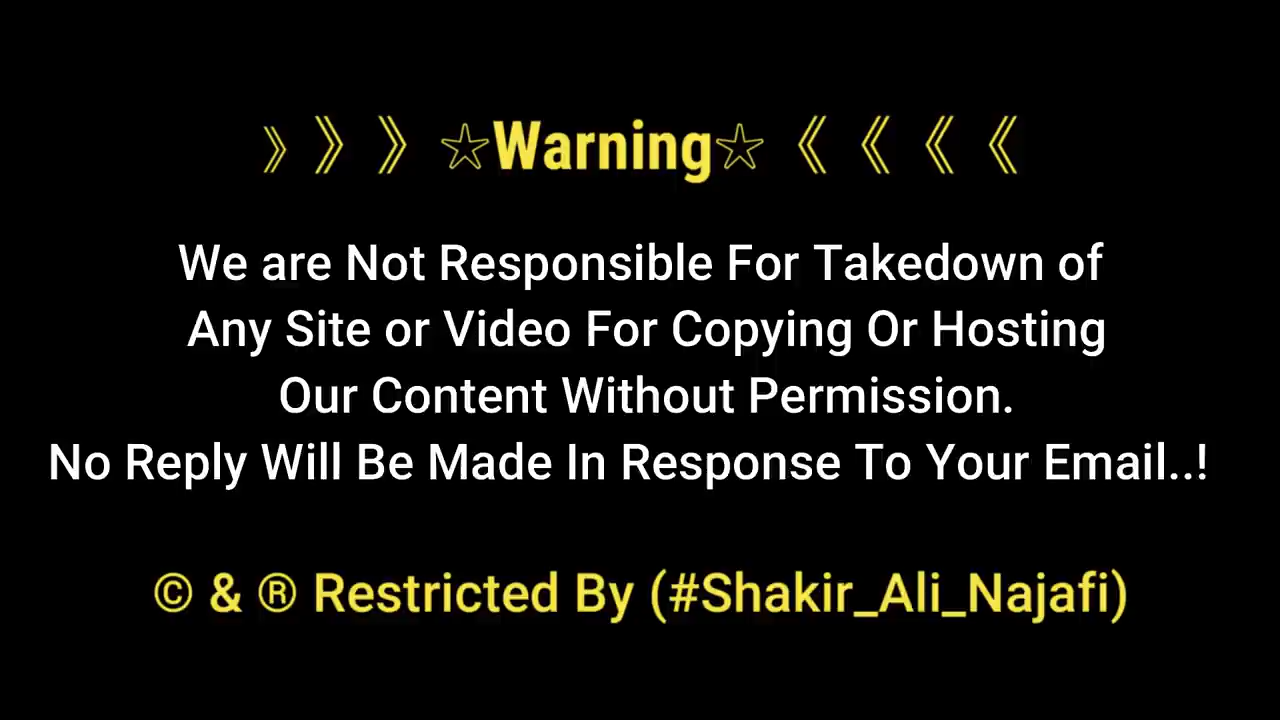 》》》☆Warning☆《《《《
We are Not Responsible For Takedown of
Any Site or Video For Copying Or Hosting
Our Content Without Permission.
No Reply Will Be Made In Response To Your Email..!
© & ® Restricted By (#Shakir_Ali_Najafi)